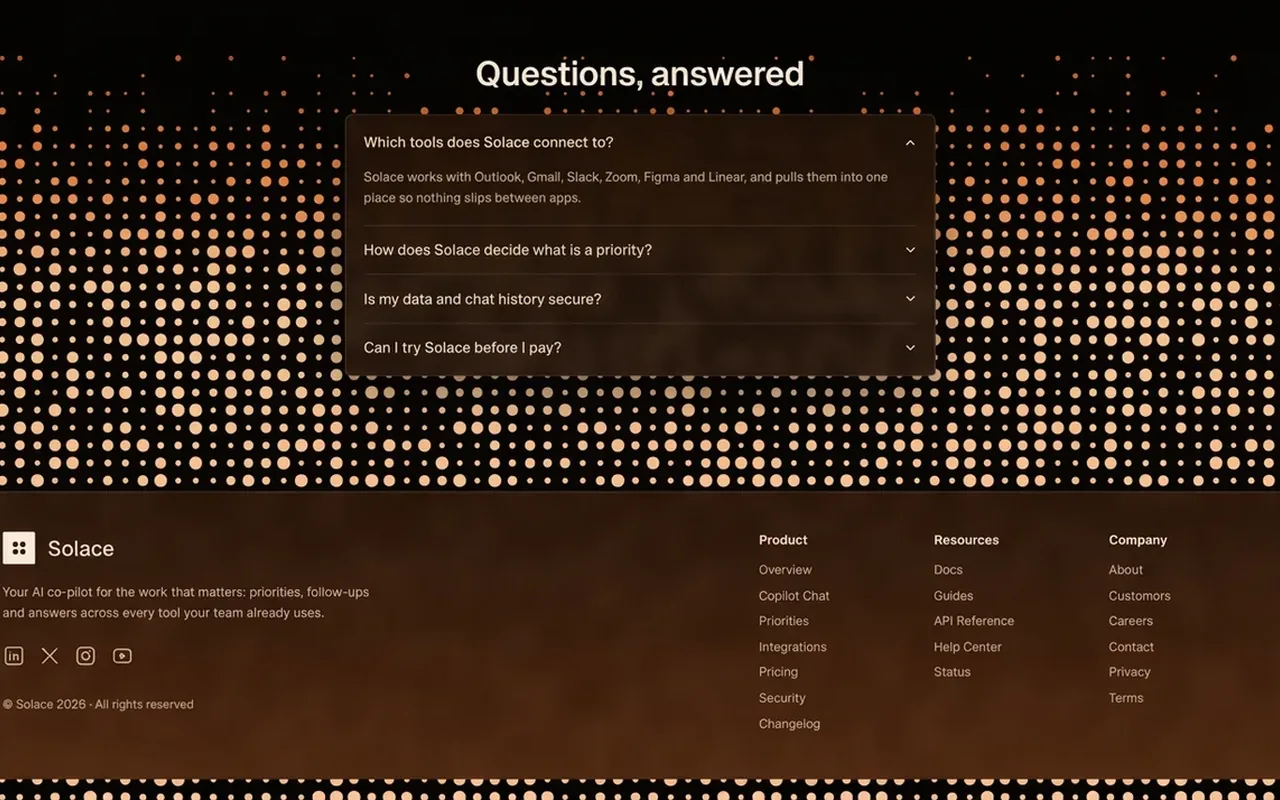 Questions, answered
Which tools does Solace connect to?
Solace works with Outlook, Gmail, Slack, Zoom, Figma and Linear, and pulls them into one
place so nothing slips between apps.
How does Solace decide what is a priority?
Is my data and chat history secure?
Can I try Solace before I pay?
Solace
Your AI co-pilot for the work that matters: priorities, follow-ups
and answers across every tool your team already uses.
in
© Solace 2026 · All rights reserved
Product
Overview
Copilot Chat
Priorities
Integrations
Pricing
Security
Changelog
Resources
Docs
Guides
API Reference
Help Center
Status
Company
About
Customors
Careers
Contact
Privacy
Terms